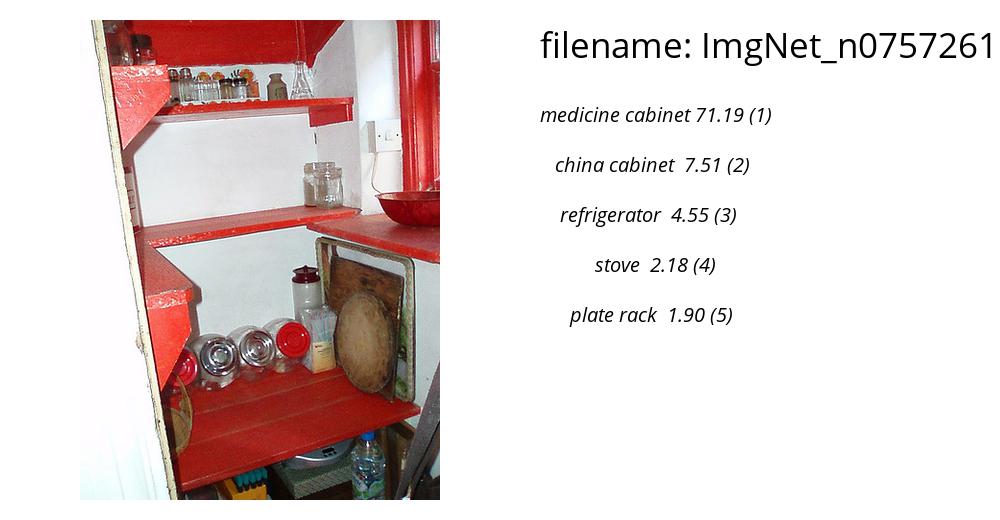 filename: ImgNet_n0757261
medicine cabinet 71.19 (1)
china cabinet 7.51 (2)
refrigerator 4.55 (3)
stove 2.18 (4)
plate rack 1.90 (5)